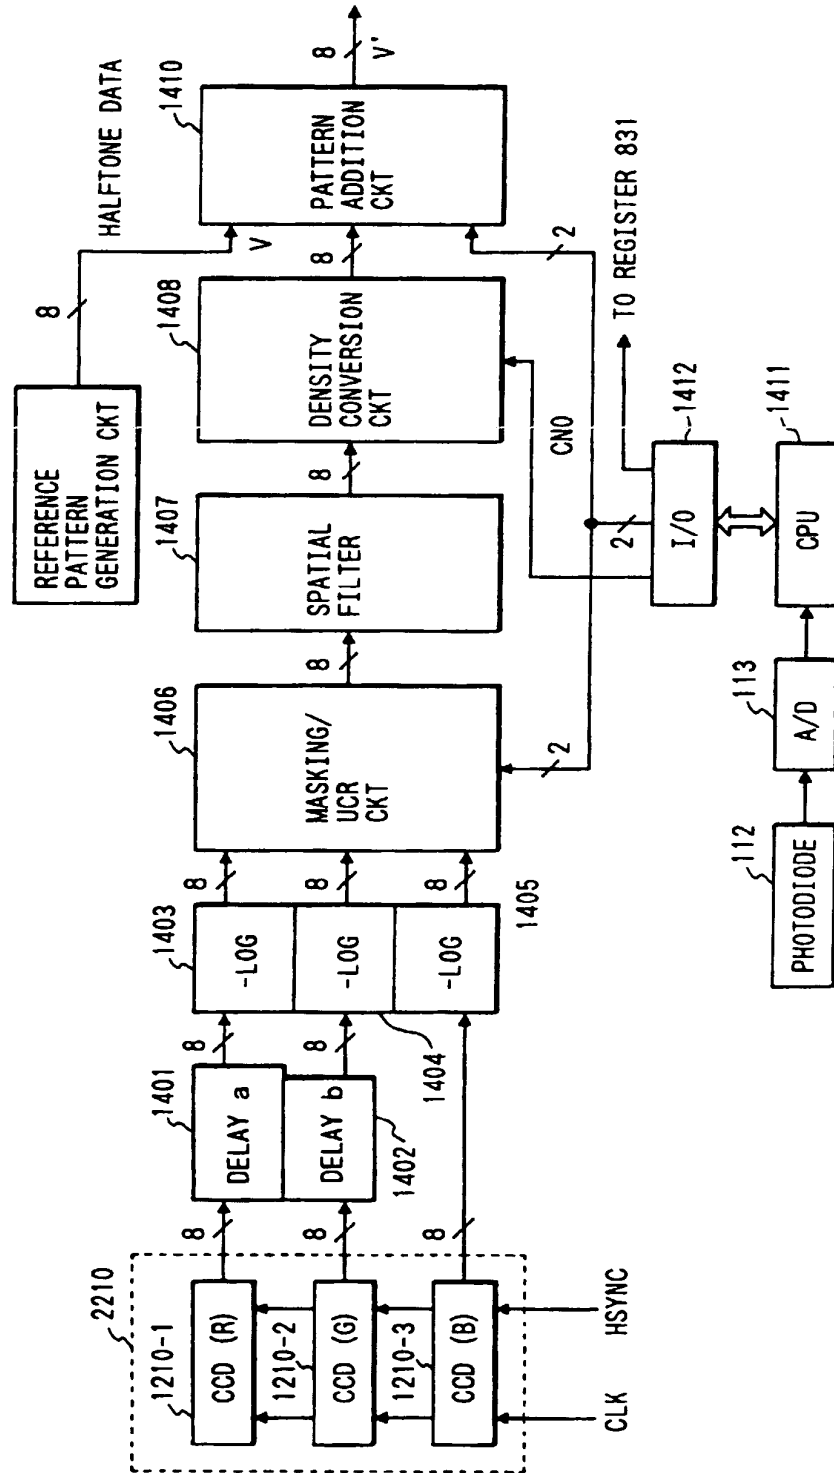 2210
1210-1
CCD (R)
1210-2
CCD (G)
1210-3
CCD (B)
CLK
HSYNC
8
8
8
1401
DELAY a
DELAY b
1402
8
8
1403
-LOG
-LOG
-LOG
1404
1405
8
8
8
1406
MASKING/
UCR
CKT
2
8
1407
SPATIAL
FILTER
8
1408
DENSITY
CONVERSION
CKT
8
REFERENCE
PATTERN
GENERATION CKT
8
HALFTONE DATA
V
1410
PATTERN
ADDITION
CKT
8
V'
2
CNO
2
TO REGISTER 831
I/O
1412
CPU
1411
A/D
113
PHOTODIODE
112